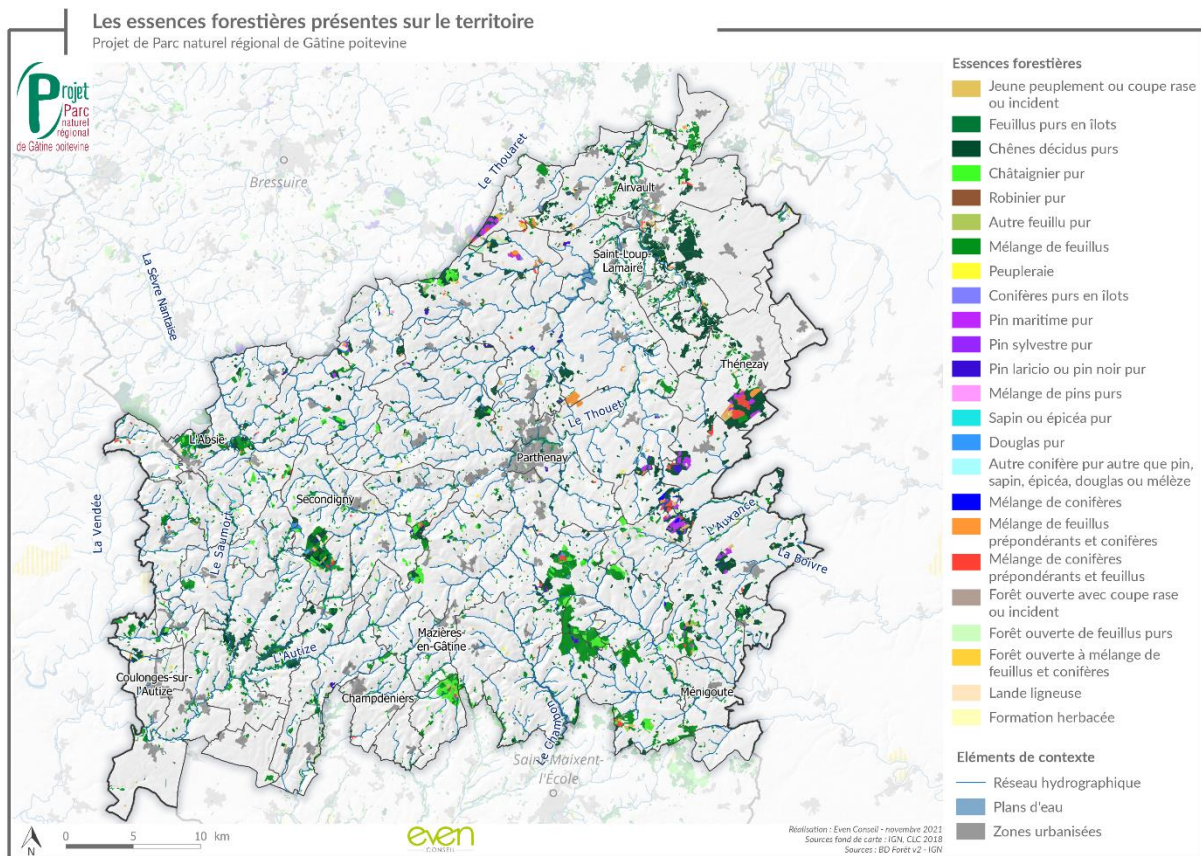 Les essences forestières présentes sur le territoire
Projet de Parc naturel régional de Gâtine poitevine
Projet
Parc
naturel
régional
de Gâtine poitevine
Bressuire
Le Thouaret
Airvault
La Sèvre Nantaise
Saint-Loup-
Lamairé
Thénezay
Le Thouet
L'Absie
Parthenay
Secondigny
La Vendée
Le Saumort
L'Auxance
La Boivre
Mazières
en-Gâtine
L'Autize
Coulonges-sur-
l'Autize
Champdeniers
Ménigoute
Le Chambon
Saint-Maixent-
l'École
Essences forestières
Jeune peuplement ou coupe rase
ou incident
Feuillus purs en îlots
Chênes décidus purs
Châtaignier pur
Robinier pur
Autre feuillu pur
Mélange de feuillus
Peupleraie
Conifères purs en îlots
Pin maritime pur
Pin sylvestre pur
Pin laricio ou pin noir pur
Mélange de pins purs
Sapin ou épicéa pur
Douglas pur
Autre conifère pur autre que pin,
sapin, épicéa, douglas ou mélèze
Mélange de conifères
Mélange de feuillus
prépondérants et conifères
Mélange de conifères
prépondérants et feuillus
Forêt ouverte avec coupe rase
ou incident
Forêt ouverte de feuillus purs
Forêt ouverte à mélange de
feuillus et conifères
Lande ligneuse
Formation herbacée
Eléments de contexte
Réseau hydrographique
Plans d'eau
Zones urbanisées
N
0 5 10 km
even
CONSEIL
Réalisation : Even Conseil - novembre 2021
Sources fond de carte : IGN, CLC 2018
Sources : BD Forêt v2 - IGN